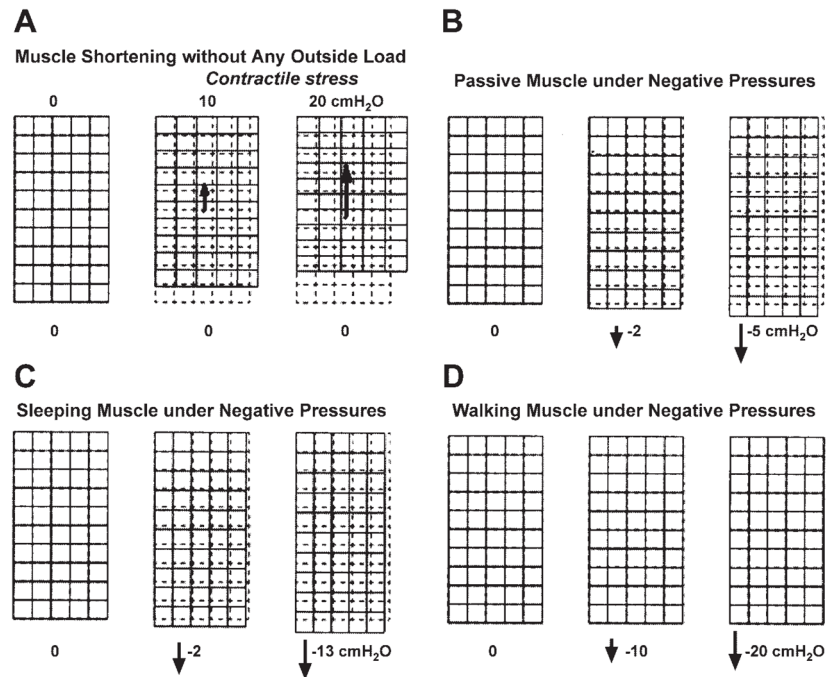 A
Muscle Shortening without Any Outside Load
Contractile stress
0 10 20 cmH₂O
0 0 0
B
Passive Muscle under Negative Pressures
0 -2 -5 cmH₂O
C
Sleeping Muscle under Negative Pressures
0 -2 -13 cmH₂O
D
Walking Muscle under Negative Pressures
0 -10 -20 cmH₂O